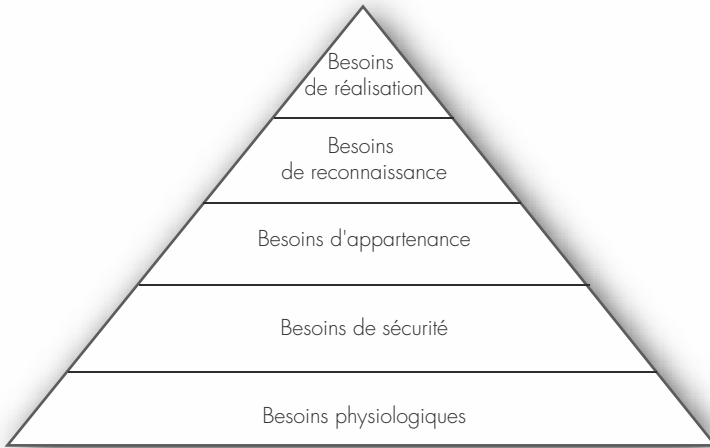 Besoins
de réalisation
Besoins
de reconnaissance
Besoins d'appartenance
Besoins de sécurité
Besoins physiologiques